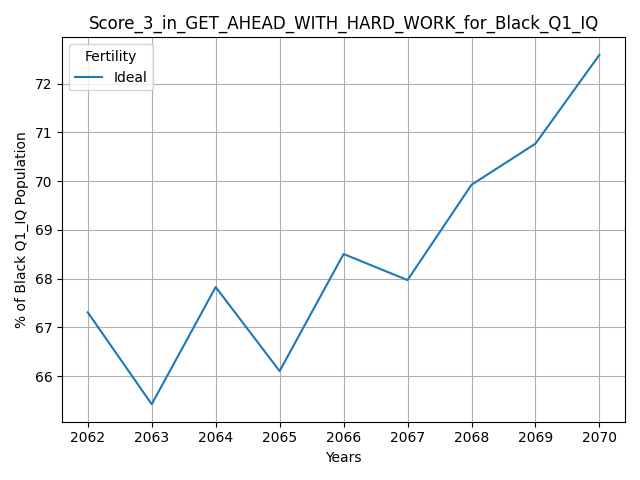 Score_3_in_GET_AHEAD_WITH_HARD_WORK_for_Black_Q1_IQ
Fertility
Ideal
% of Black Q1_IQ Population
72
71
70
69
68
67
66
2062 2063 2064 2065 2066 2067 2068 2069 2070
Years